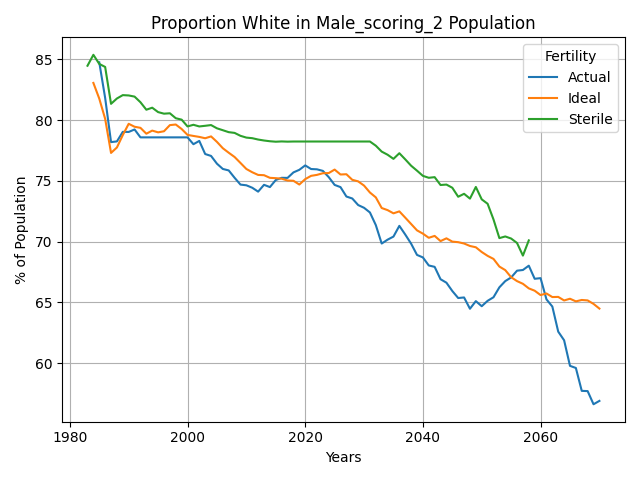 Proportion White in Male_scoring_2 Population
Fertility
Actual
Ideal
Sterile
% of Population
85
80
75
70
65
60
1980
2000
2020
2040
2060
Years